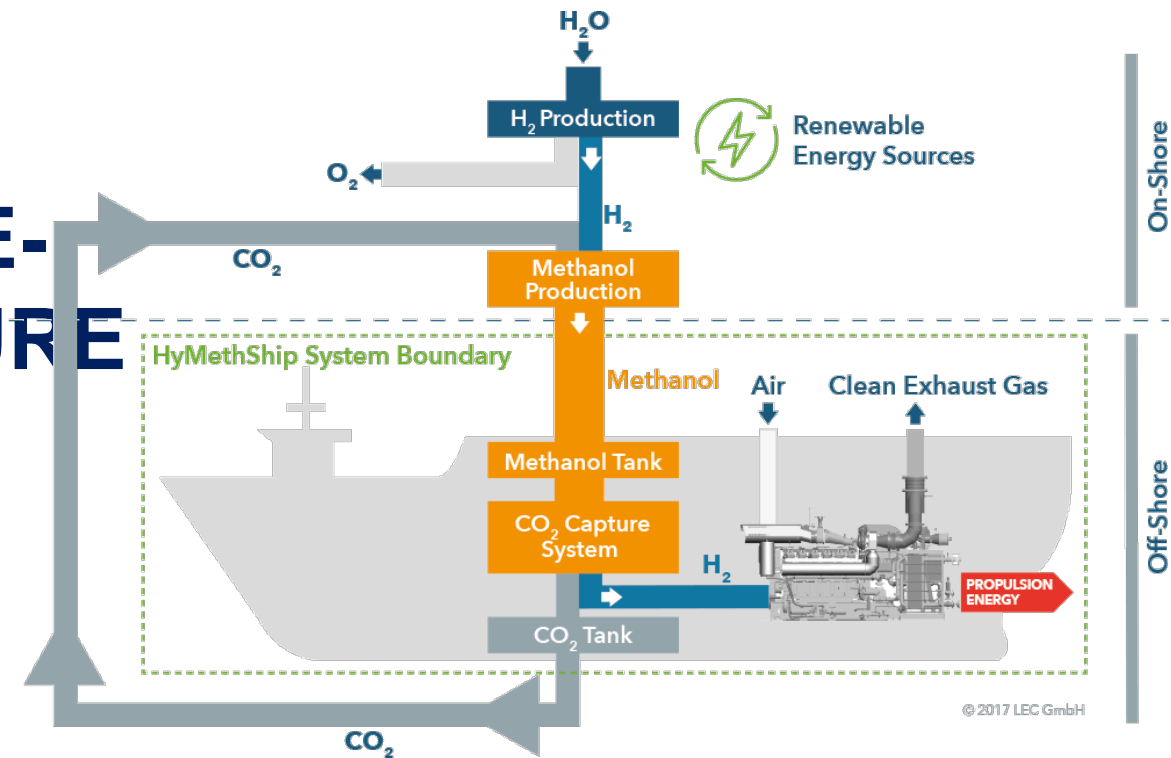 H₂O
H₂ Production
Renewable
Energy Sources
On-Shore
O₂
H₂
E-
CO₂
Methanol
Production
URE
HyMethShip System Boundary
Methanol
Air
Clean Exhaust Gas
Methanol Tank
CO₂ Capture
System
H₂
PROPULSION
ENERGY
Off-Shore
CO₂ Tank
© 2017 LEC GmbH
CO₂